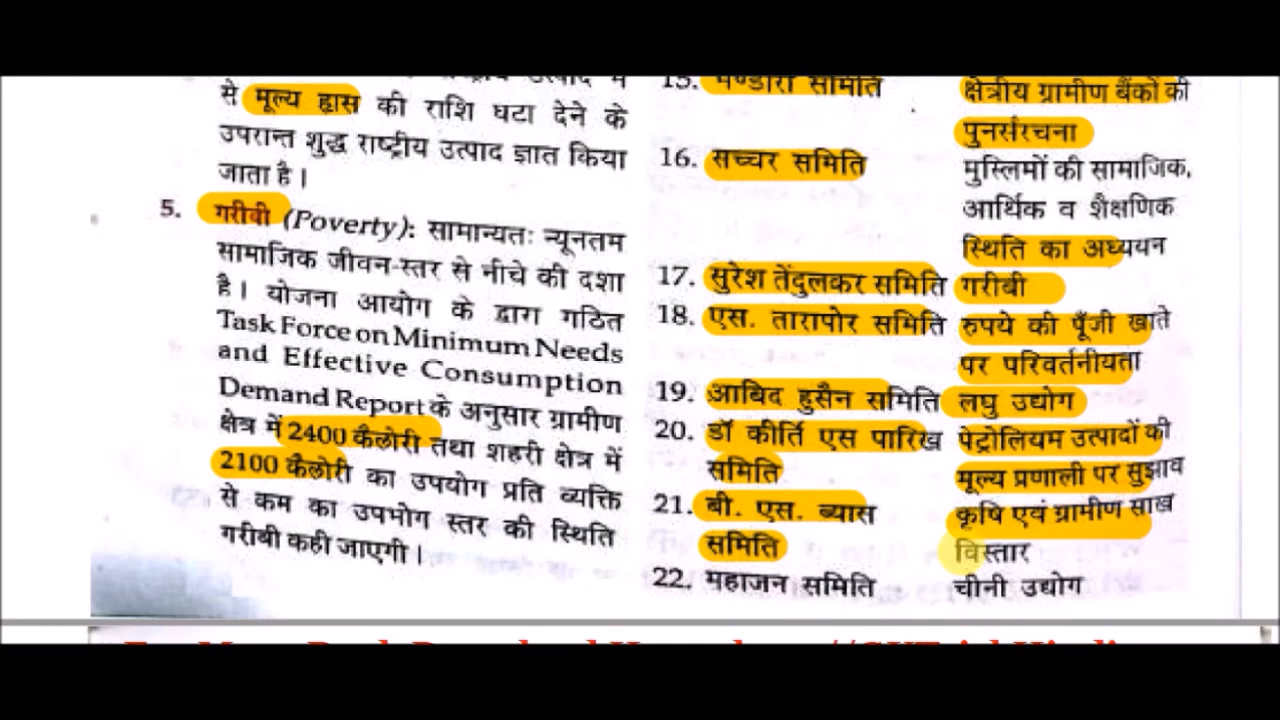 से मूल्य ह्रास की राशि घटा देने के
उपरान्त शुद्ध राष्ट्रीय उत्पाद ज्ञात किया
जाता है।
5. गरीबी (Poverty): सामान्यतः न्यूनतम
सामाजिक जीवन-स्तर से नीचे की दशा
है। योजना आयोग के द्वारा गठित
Task Force on Minimum Needs
and Effective Consumption
Demand Report के अनुसार ग्रामीण
क्षेत्र में 2400 कैलोरी तथा शहरी क्षेत्र में
2100 कैलोरी का उपयोग प्रति व्यक्ति
से कम का उपभोग स्तर की स्थिति
गरीबी कही जाएगी।
15. भण्डारी समिति क्षेत्रीय ग्रामीण बैंकों की
पुनर्संरचना
16. सच्चर समिति मुस्लिमों की सामाजिक,
आर्थिक व शैक्षणिक
स्थिति का अध्ययन
17. सुरेश तेंदुलकर समिति गरीबी
18. एस. तारापोर समिति रुपये की पूँजी खाते
पर परिवर्तनीयता
19. आबिद हुसैन समिति लघु उद्योग
20. डॉ कीर्ति एस पारिख पेट्रोलियम उत्पादों की
समिति मूल्य प्रणाली पर सुझाव
21. बी. एस. ब्यास कृषि एवं ग्रामीण साख
समिति विस्तार
22. महाजन समिति चीनी उद्योग